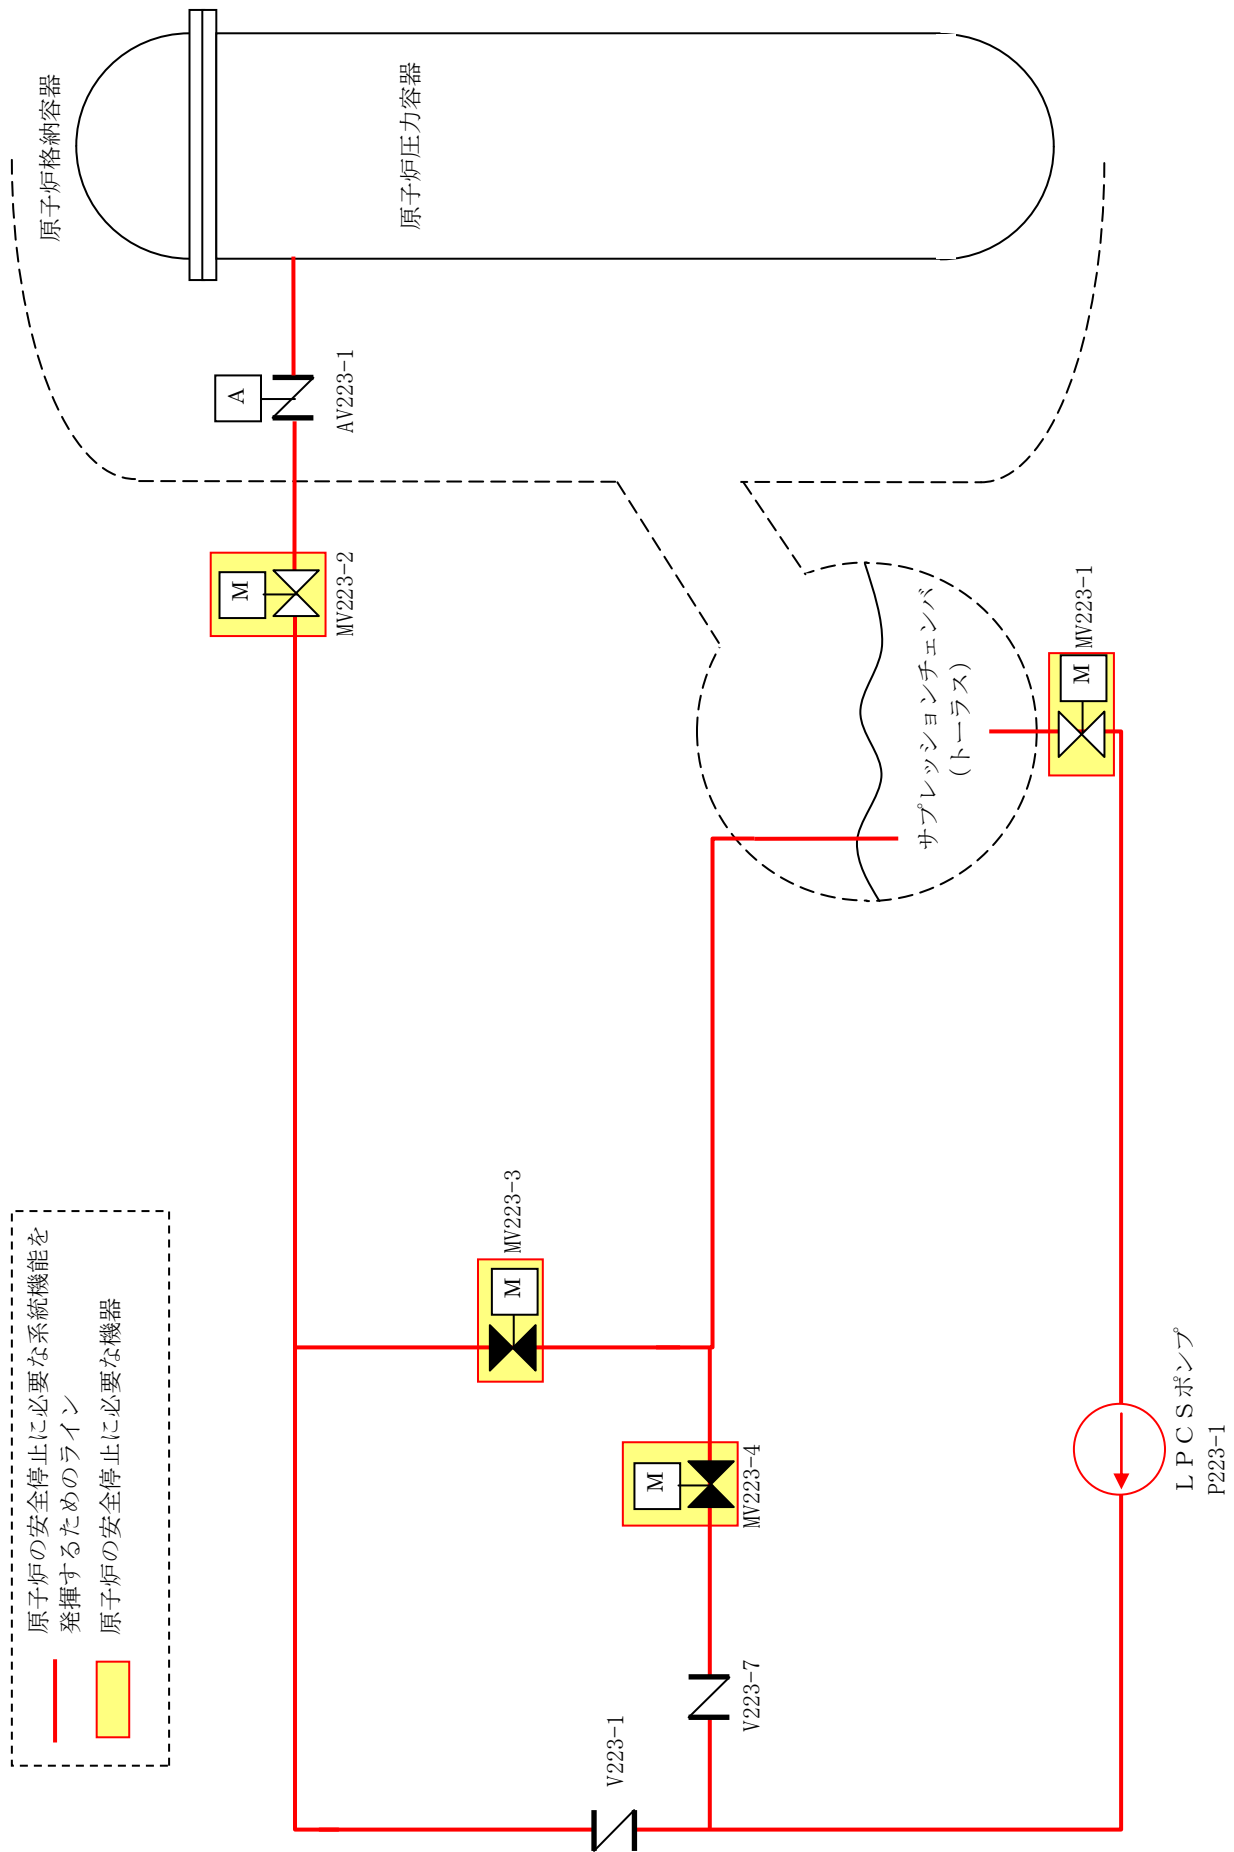 原子炉の安全停止に必要な系統機能を
発揮するためのライン
原子炉の安全停止に必要な機器
原子炉格納容器
原子炉圧力容器
A
AV223-1
M
MV223-2
M
MV223-3
M
MV223-4
V223-1
V223-7
サプレッションチェンバ
(トーラス)
M
MV223-1
ＬＰＣＳポンプ
P223-1